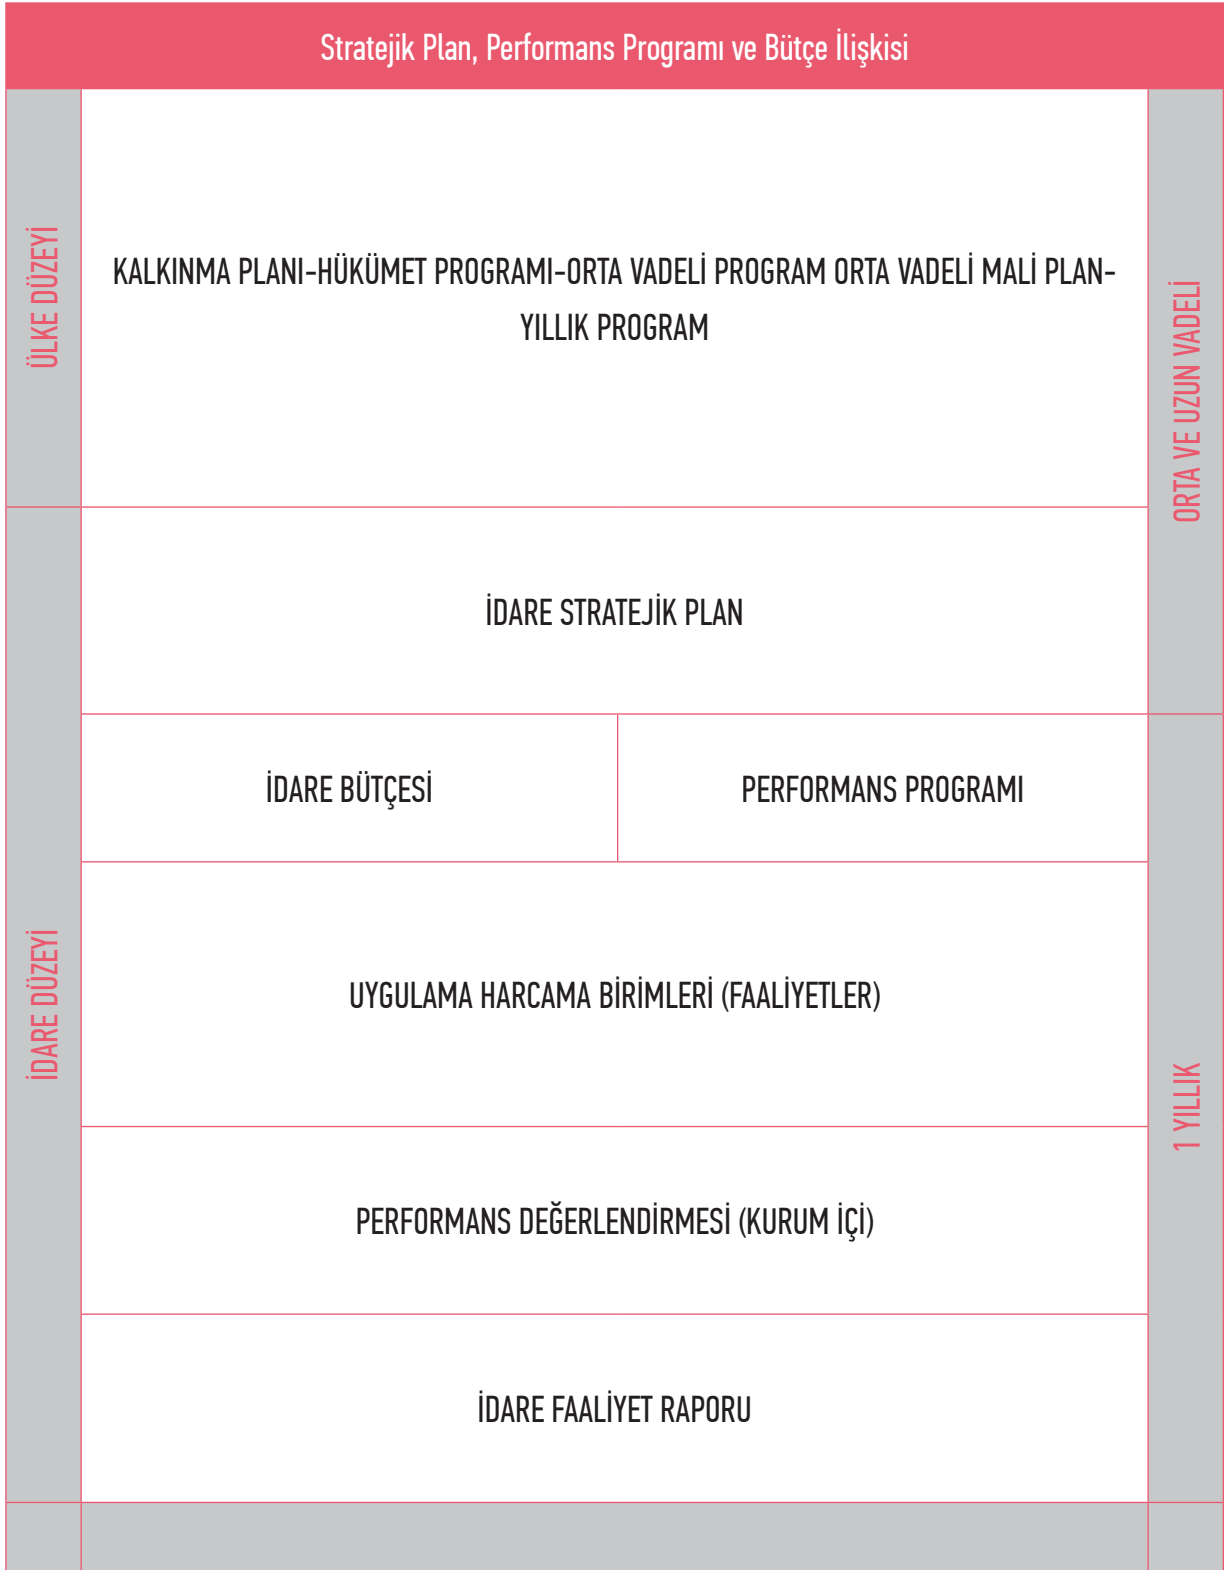 Stratejik Plan, Performans Programı ve Bütçe İlişkisi
ÜLKE DÜZEYİ
KALKINMA PLANI-HÜKÜMET PROGRAMI-ORTA VADELİ PROGRAM ORTA VADELİ MALİ PLAN-
YILLIK PROGRAM
ORTA VE UZUN VADELİ
İDARE DÜZEYİ
İDARE STRATEJİK PLAN
İDARE BÜTÇESİ
PERFORMANS PROGRAMI
UYGULAMA HARCAMA BİRİMLERİ (FAALİYETLER)
1 YILLIK
PERFORMANS DEĞERLENDİRMESİ (KURUM İÇİ)
İDARE FAALİYET RAPORU